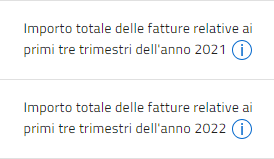 Importo totale delle fatture relative ai
primi tre trimestri dell'anno 2021 i
Importo totale delle fatture relative ai
primi tre trimestri dell'anno 2022 i